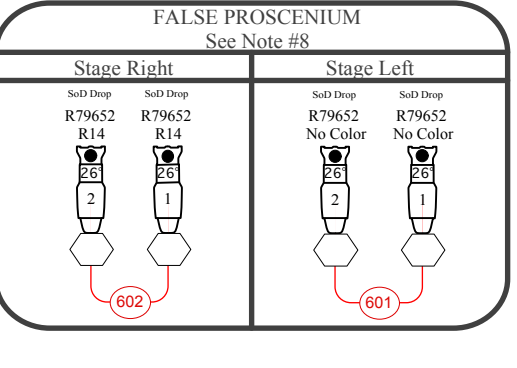 FALSE PROSCENIUM
See Note #8
Stage Right
Stage Left
SoD Drop SoD Drop
R79652 R79652
R14 R14
26° 26°
2 1
602
SoD Drop SoD Drop
R79652 R79652
No Color No Color
26° 26°
2 1
601